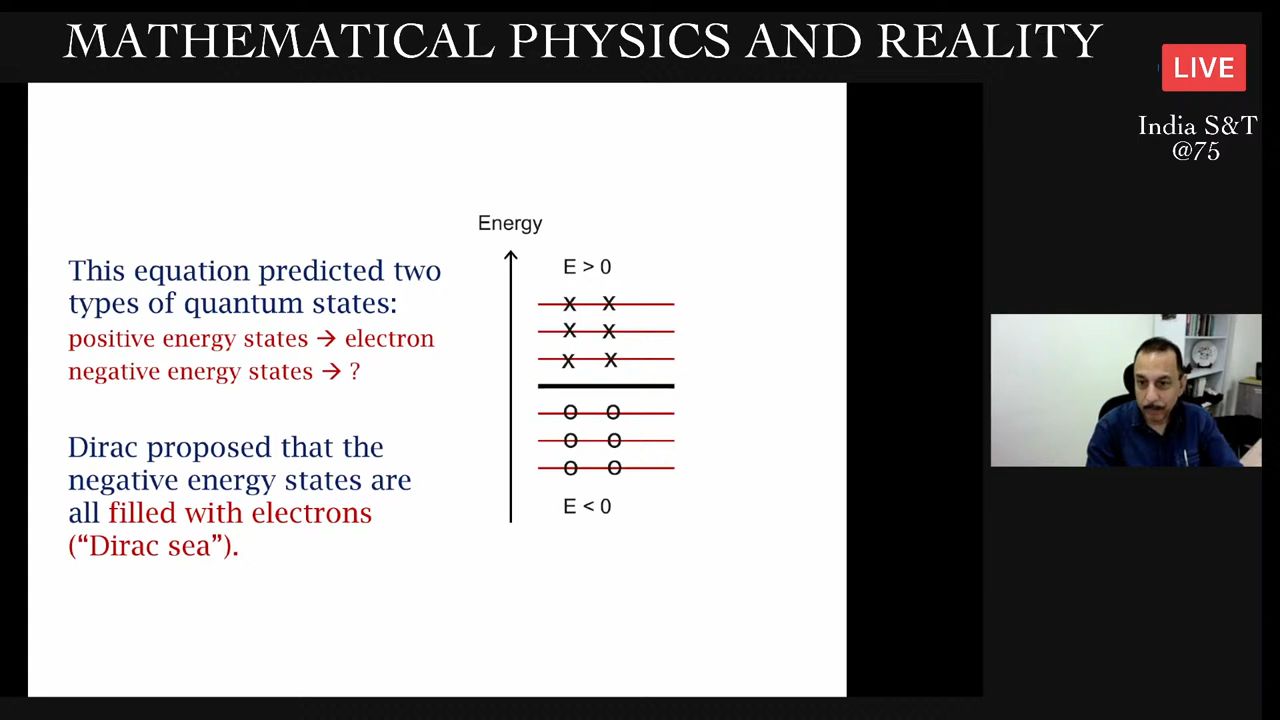 MATHEMATICAL PHYSICS AND REALITY
LIVE
India S&T
@75
This equation predicted two
types of quantum states:
positive energy states → electron
negative energy states → ?
Dirac proposed that the
negative energy states are
all filled with electrons
(“Dirac sea”).
Energy
E > 0
x x
x x
x x
o o
o o
o o
E < 0